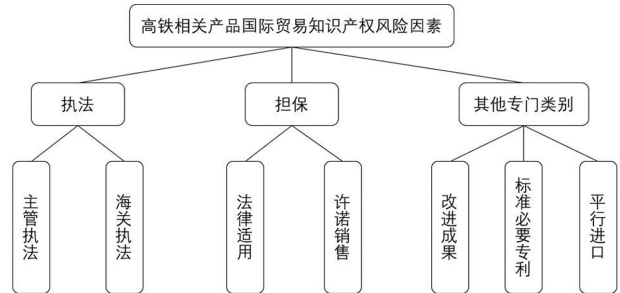 高铁相关产品国际贸易知识产权风险因素
执法
担保
其他专门类别
主管执法
海关执法
法律适用
许诺销售
改进成果
标准必要专利
平行进口